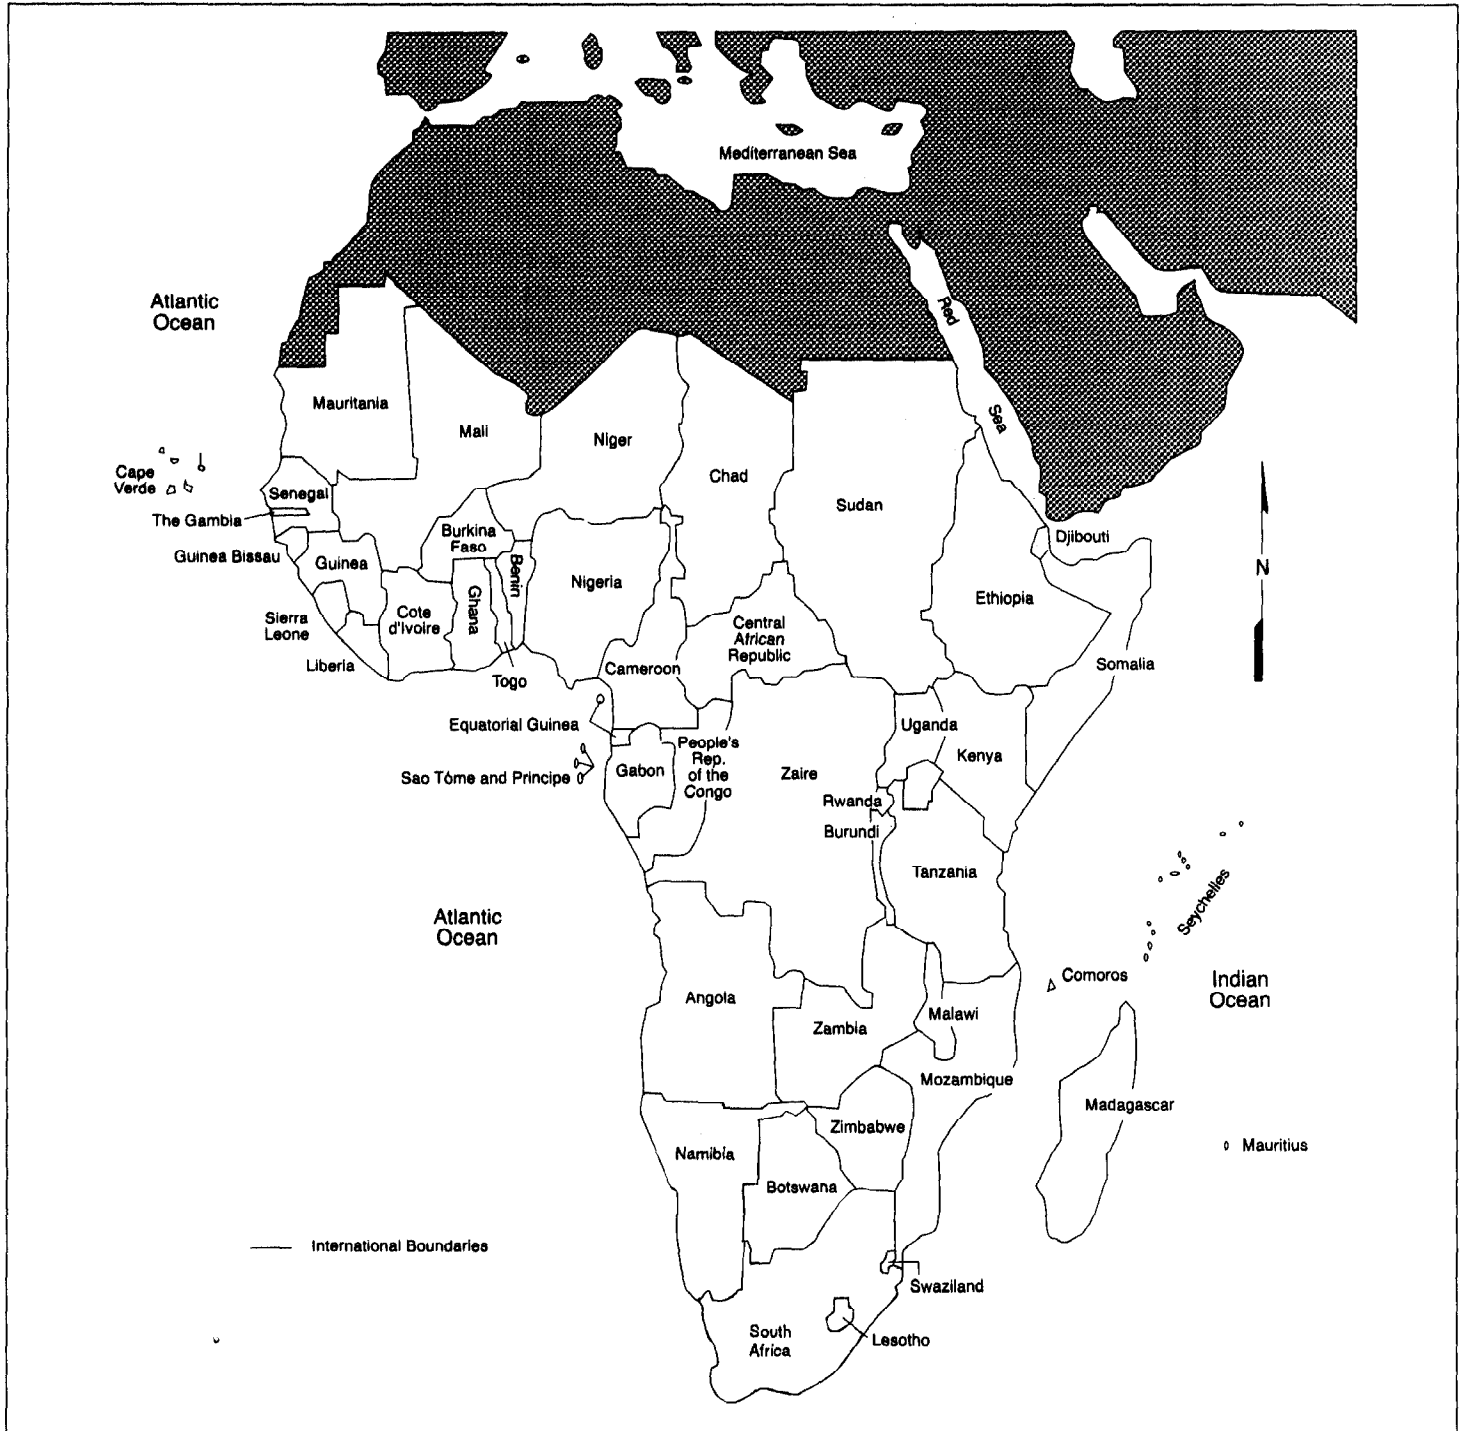 Mediterranean Sea
Red
Sea
Atlantic
Ocean
Mauritania
Mali
Niger
Chad
Sudan
Cape
Verde
Senegal
The Gambia
Guinea Bissau
Guinea
Burkina
Faso
Benin
Nigeria
Djibouti
N
Ethiopia
Sierra
Leone
Cote
d'Ivoire
Ghana
Central
African
Republic
Liberia
Togo
Cameroon
Somalia
Equatorial Guinea
Uganda
Kenya
Sao Tóme and Principe
Gabon
People's
Rep.
of the
Congo
Zaire
Rwanda
Burundi
Tanzania
Seychelles
Atlantic
Ocean
Comoros
Indian
Ocean
Angola
Zambia
Malawi
Mozambique
Madagascar
Zimbabwe
Mauritius
Namibia
Botswana
International Boundaries
Swaziland
South
Africa
Lesotho